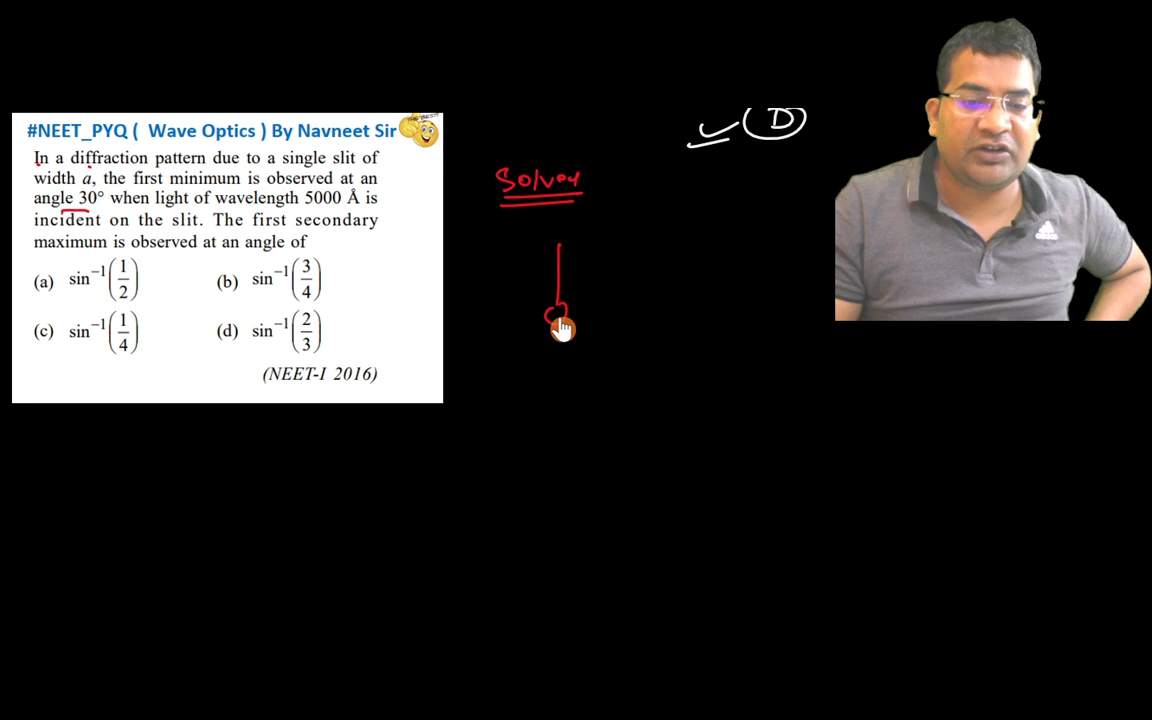 #NEET_PYQ ( Wave Optics ) By Navneet Sir
In a diffraction pattern due to a single slit of
width a, the first minimum is observed at an
angle 30° when light of wavelength 5000 Å is
incident on the slit. The first secondary
maximum is observed at an angle of
(a) sin⁻¹(1/2) (b) sin⁻¹(3/4)
(c) sin⁻¹(1/4) (d) sin⁻¹(2/3)
(NEET-I 2016)
Solved
D
adidas